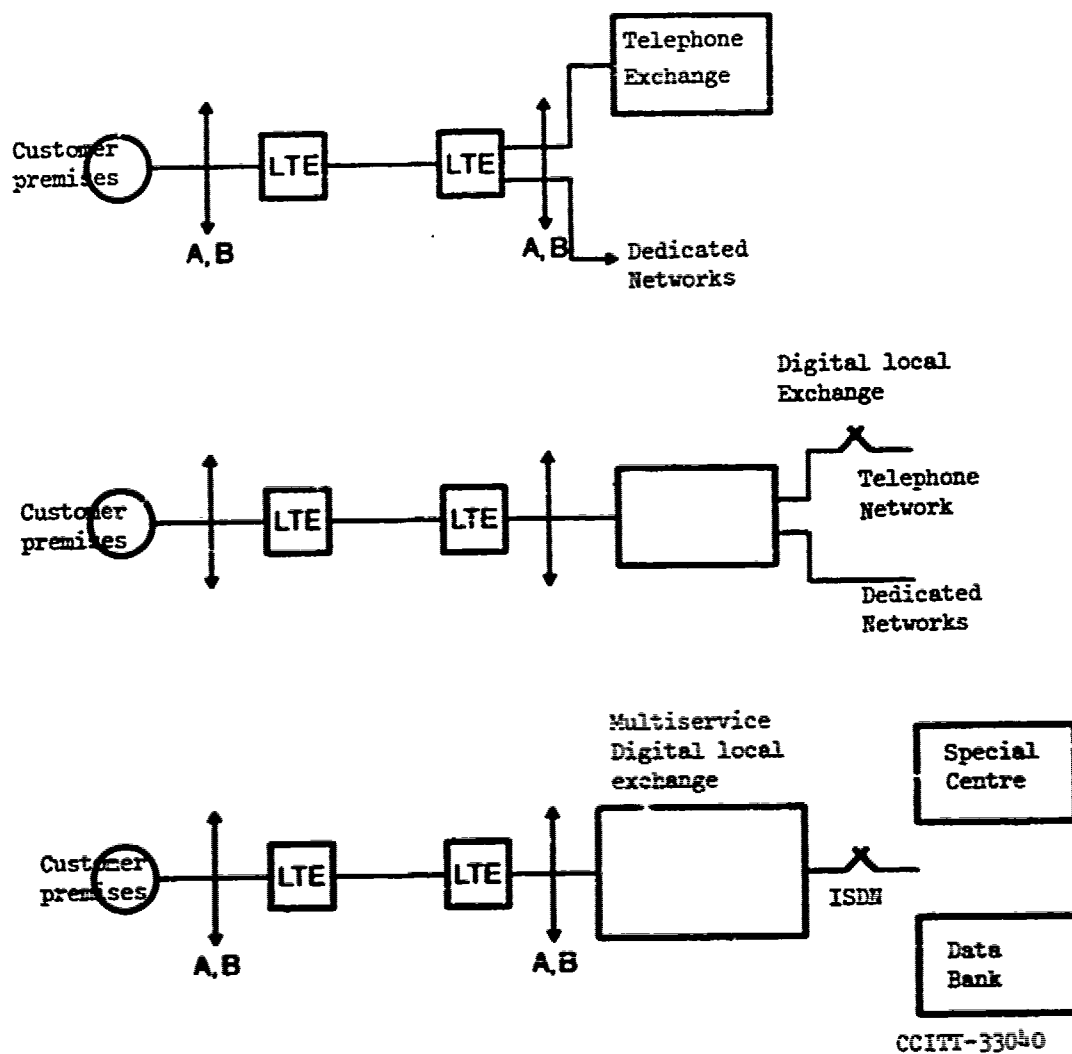 Telephone
Exchange
Customer
premises
LTE
LTE
A, B
A, B
Dedicated
Networks
Digital local
Exchange
Customer
premises
LTE
LTE
Telephone
Network
Dedicated
Networks
Multiservice
Digital local
exchange
Special
Centre
Customer
premises
LTE
LTE
ISDN
A, B
A, B
Data
Bank
CCITT-33040